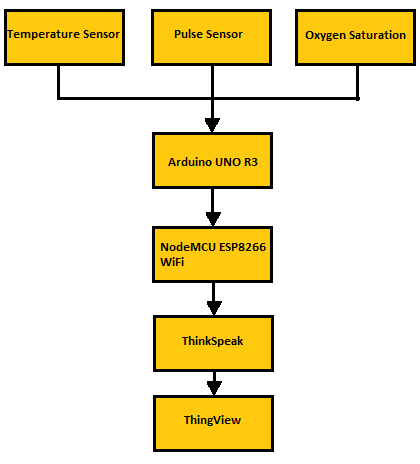 Temperature Sensor
Pulse Sensor
Oxygen Saturation
Arduino UNO R3
NodeMCU ESP8266
WiFi
ThinkSpeak
ThingView